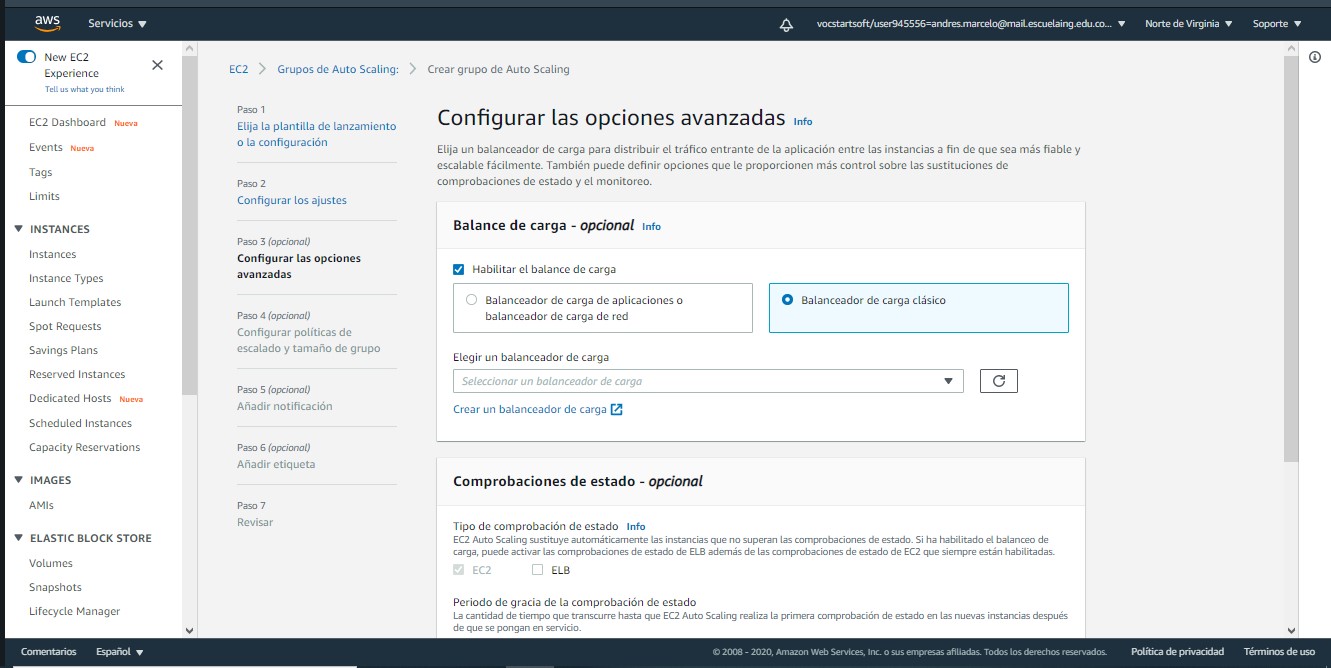 aws
Servicios
vocstartsoft/user945556=andres.marcelo@mail.escuelaing.edu.co...
Norte de Virginia
Soporte
New EC2
Experience
Tell us what you think
EC2 Dashboard Nueva
Events Nueva
Tags
Limits
INSTANCES
Instances
Instance Types
Launch Templates
Spot Requests
Savings Plans
Reserved Instances
Dedicated Hosts Nueva
Scheduled Instances
Capacity Reservations
IMAGES
AMIs
ELASTIC BLOCK STORE
Volumes
Snapshots
Lifecycle Manager
EC2
Grupos de Auto Scaling:
Crear grupo de Auto Scaling
Paso 1
Elija la plantilla de lanzamiento
o la configuración
Paso 2
Configurar los ajustes
Paso 3 (opcional)
Configurar las opciones
avanzadas
Paso 4 (opcional)
Configurar políticas de
escalado y tamaño de grupo
Paso 5 (opcional)
Añadir notificación
Paso 6 (opcional)
Añadir etiqueta
Paso 7
Revisar
Configurar las opciones avanzadas Info
Elija un balanceador de carga para distribuir el tráfico entrante de la aplicación entre las instancias a fin de que sea más fiable y
escalable fácilmente. También puede definir opciones que le proporcionen más control sobre las sustituciones de
comprobaciones de estado y el monitoreo.
Balance de carga - opcional Info
Habilitar el balance de carga
Balanceador de carga de aplicaciones o
balanceador de carga de red
Balanceador de carga clásico
Elegir un balanceador de carga
Seleccionar un balanceador de carga
Crear un balanceador de carga
Comprobaciones de estado - opcional
Tipo de comprobación de estado Info
EC2 Auto Scaling sustituye automáticamente las instancias que no superan las comprobaciones de estado. Si ha habilitado el balanceo de
carga, puede activar las comprobaciones de estado de ELB además de las comprobaciones de estado de EC2 que siempre están habilitadas.
EC2
ELB
Periodo de gracia de la comprobación de estado
La cantidad de tiempo que transcurre hasta que EC2 Auto Scaling realiza la primera comprobación de estado en las nuevas instancias después
de que se pongan en servicio.
Comentarios
Español
© 2008 - 2020, Amazon Web Services, Inc. o sus empresas afiliadas. Todos los derechos reservados.
Política de privacidad
Términos de uso